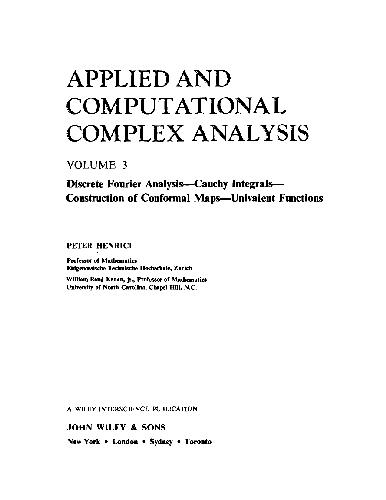 APPLIED AND
COMPUTATIONAL
COMPLEX ANALYSIS
VOLUME 3
Discrete Fourier Analysis—Cauchy Integrals—
Construction of Conformal Maps—Univalent Functions
PETER HENRICI
Professor of Mathematics
Eidgenössische Technische Hochschule, Zürich
William Rand Kenan, Jr., Professor of Mathematics
University of North Carolina, Chapel Hill, N.C.
A WILEY-INTERSCIENCE PUBLICATION
JOHN WILEY & SONS
New York • London • Sydney • Toronto